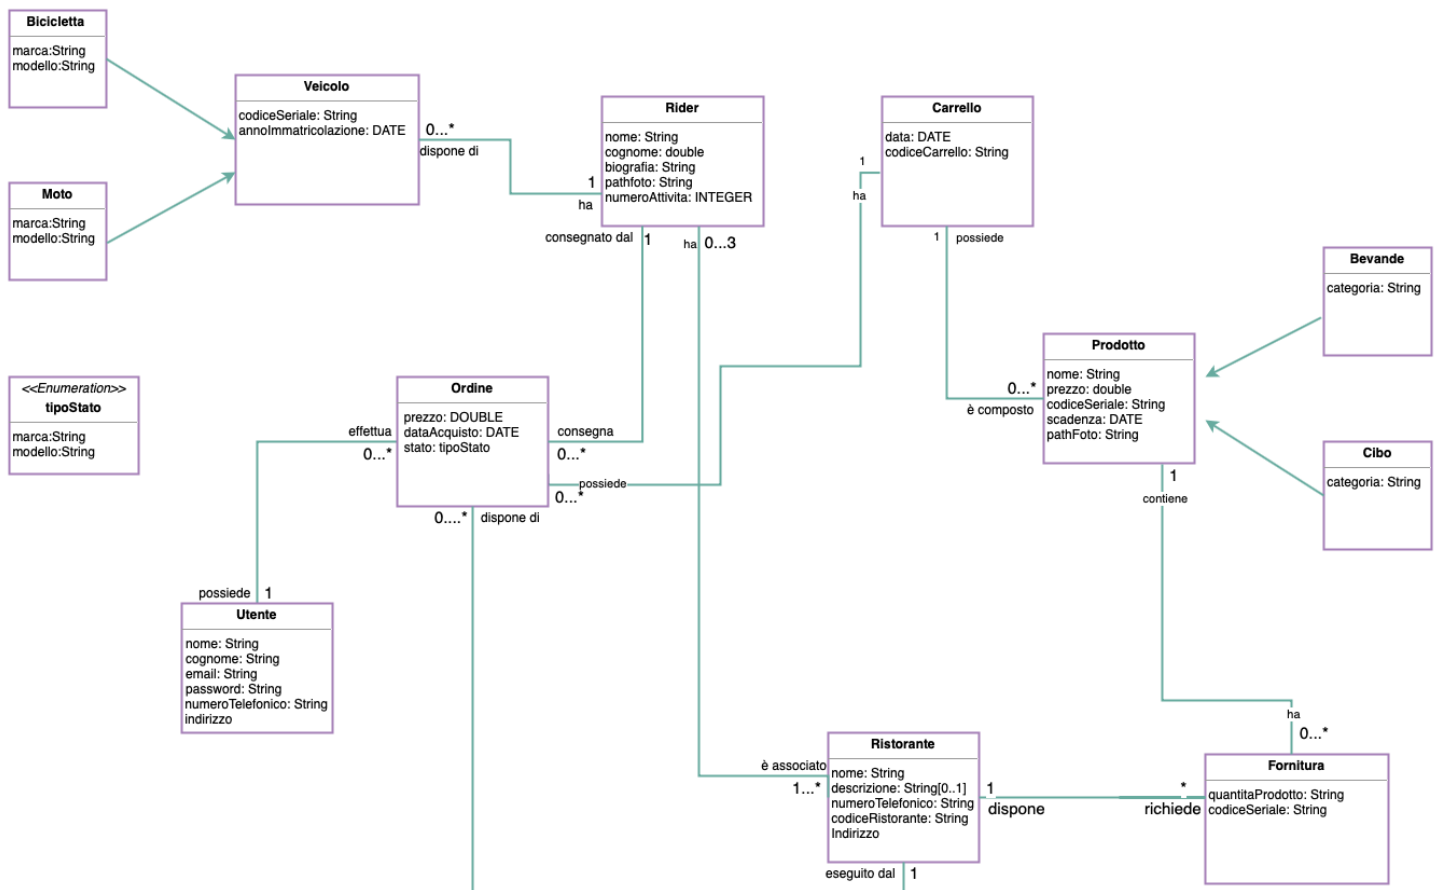 Bicicletta
marca:String
modello:String
Veicolo
codiceSeriale: String
annoImmatricolazione: DATE
0...*
dispone di
Moto
marca:String
modello:String
Rider
nome: String
cognome: double
biografia: String
pathfoto: String
numeroAttivita: INTEGER
1
ha
consegnato dal
1
ha
0...3
Carrello
data: DATE
codiceCarrello: String
1
ha
1
possiede
Bevande
categoria: String
Prodotto
nome: String
prezzo: double
codiceSeriale: String
scadenza: DATE
pathFoto: String
0...*
è composto
1
contiene
Cibo
categoria: String
<<Enumeration>>
tipoStato
marca:String
modello:String
Ordine
prezzo: DOUBLE
dataAcquisto: DATE
stato: tipoStato
effettua
0...*
consegna
0...*
possiede
0...*
0....*
dispone di
possiede
1
Utente
nome: String
cognome: String
email: String
password: String
numeroTelefonico: String
indirizzo
è associato
1...*
Ristorante
nome: String
descrizione: String[0..1]
numeroTelefonico: String
codiceRistorante: String
Indirizzo
1
dispone
*
richiede
ha
0...*
Fornitura
quantitaProdotto: String
codiceSeriale: String
eseguito dal
1